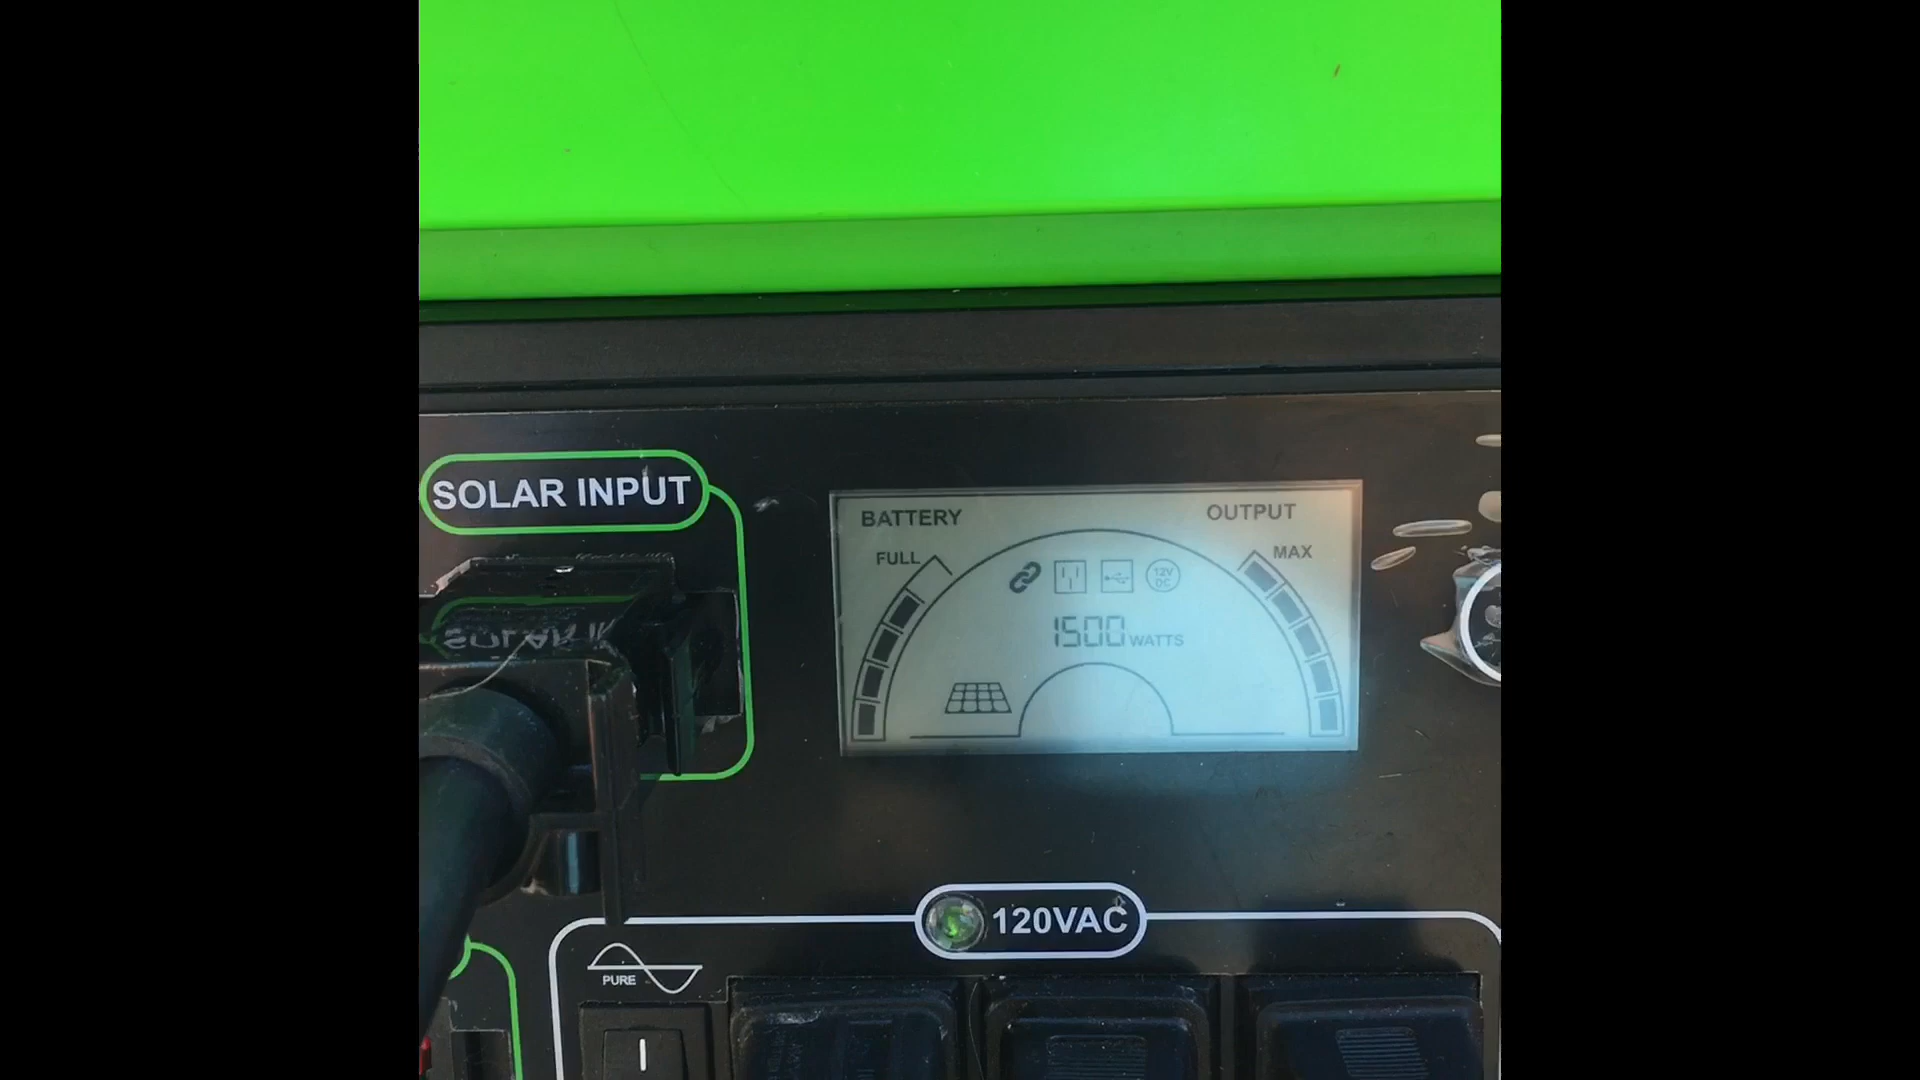 SOLAR INPUT
BATTERY
OUTPUT
FULL
MAX
12V
DC
1500 WATTS
120VAC
PURE